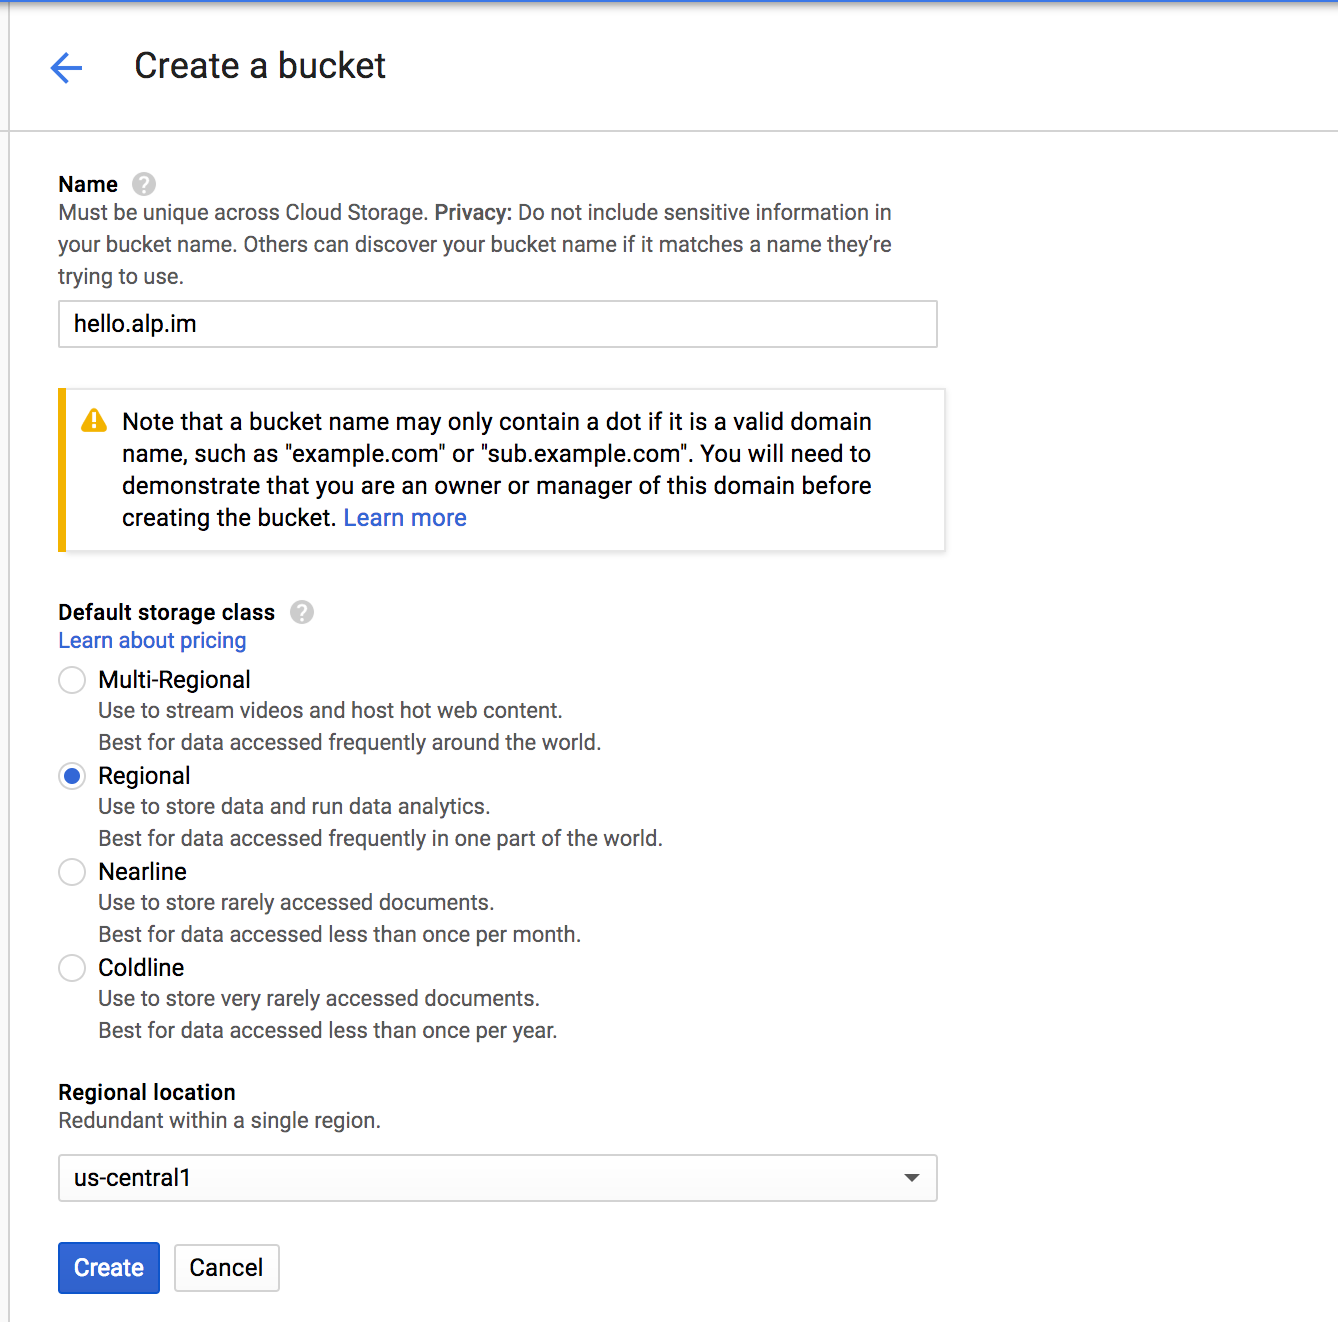 Create a bucket
Name
Must be unique across Cloud Storage. Privacy: Do not include sensitive information in
your bucket name. Others can discover your bucket name if it matches a name they’re
trying to use.
hello.alp.im
Note that a bucket name may only contain a dot if it is a valid domain
name, such as "example.com" or "sub.example.com". You will need to
demonstrate that you are an owner or manager of this domain before
creating the bucket. Learn more
Default storage class
Learn about pricing
Multi-Regional
Use to stream videos and host hot web content.
Best for data accessed frequently around the world.
Regional
Use to store data and run data analytics.
Best for data accessed frequently in one part of the world.
Nearline
Use to store rarely accessed documents.
Best for data accessed less than once per month.
Coldline
Use to store very rarely accessed documents.
Best for data accessed less than once per year.
Regional location
Redundant within a single region.
us-central1
Create Cancel